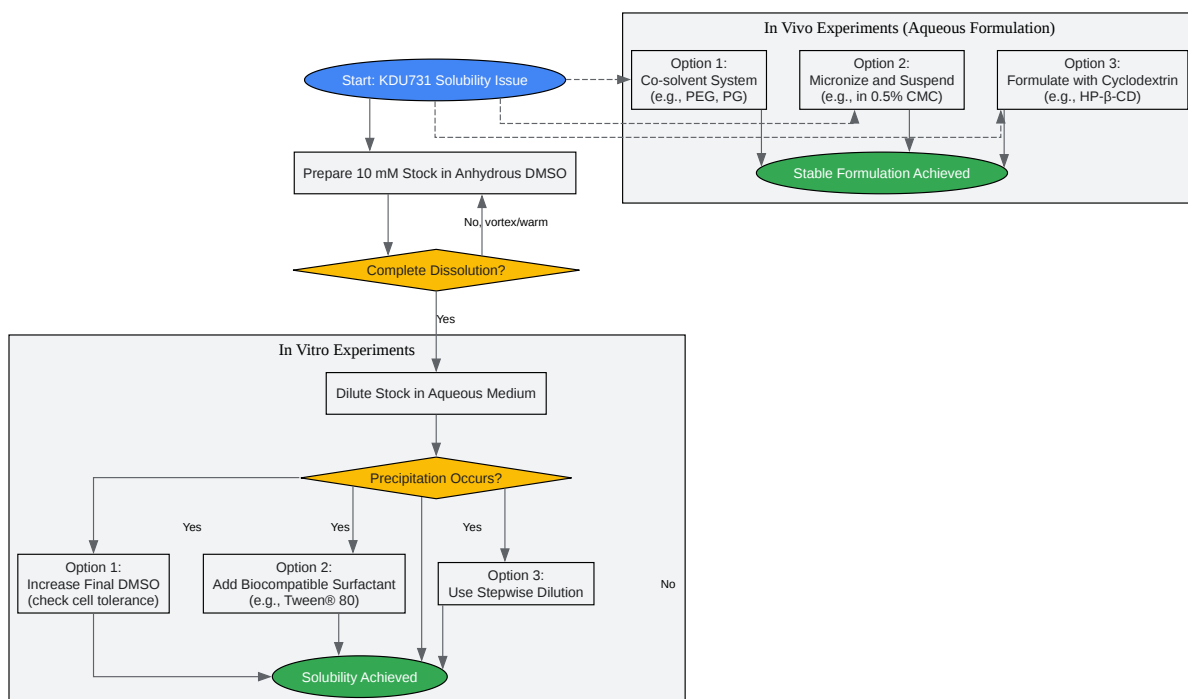 In Vivo Experiments (Aqueous Formulation)
Start: KDU731 Solubility Issue
Option 1:
Co-solvent System
(e.g., PEG, PG)
Option 2:
Micronize and Suspend
(e.g., in 0.5% CMC)
Option 3:
Formulate with Cyclodextrin
(e.g., HP-β-CD)
Stable Formulation Achieved
Prepare 10 mM Stock in Anhydrous DMSO
No, vortex/warm
Complete Dissolution?
Yes
In Vitro Experiments
Dilute Stock in Aqueous Medium
Precipitation Occurs?
Yes
Yes
Yes
No
Option 1:
Increase Final DMSO
(check cell tolerance)
Option 2:
Add Biocompatible Surfactant
(e.g., Tween® 80)
Option 3:
Use Stepwise Dilution
Solubility Achieved